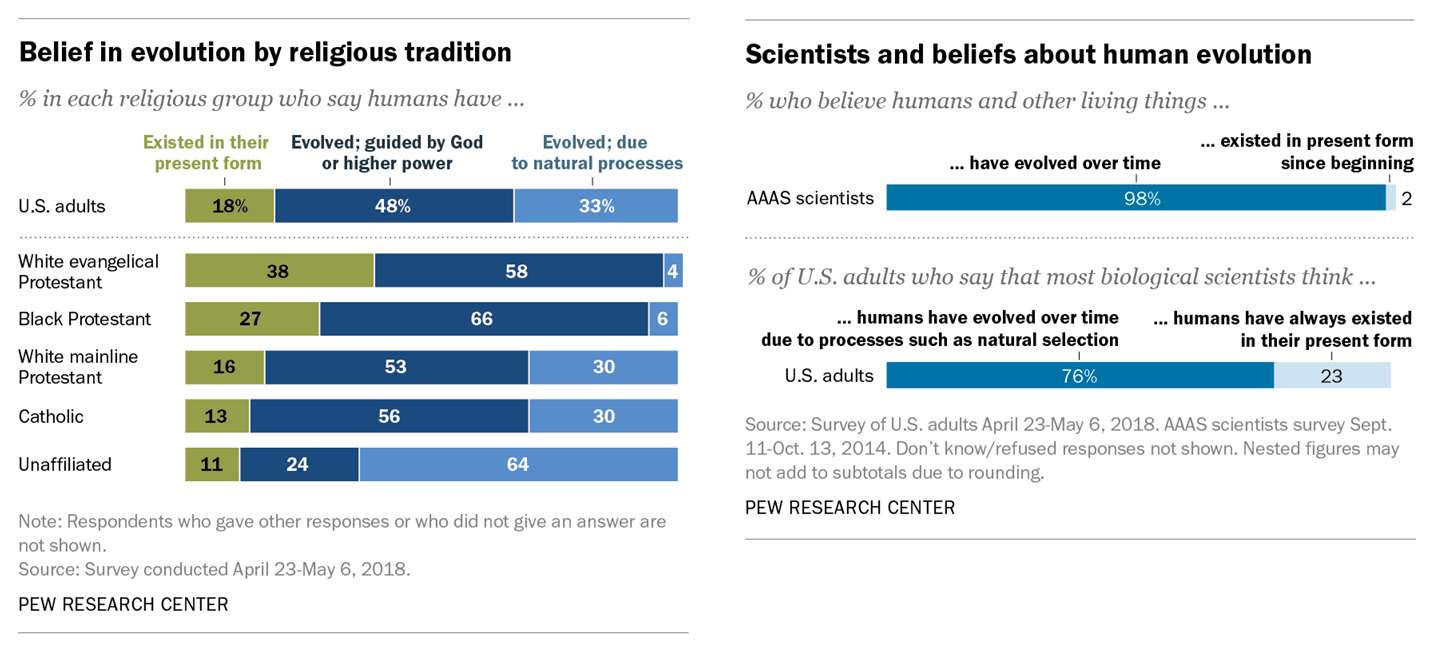 Belief in evolution by religious tradition
% in each religious group who say humans have ...
Existed in their
present form
Evolved; guided by God
or higher power
Evolved; due
to natural processes
U.S. adults
18%
48%
33%
White evangelical
Protestant
38
58
4
Black Protestant
27
66
6
White mainline
Protestant
16
53
30
Catholic
13
56
30
Unaffiliated
11
24
64
Note: Respondents who gave other responses or who did not give an answer are
not shown.
Source: Survey conducted April 23-May 6, 2018.
PEW RESEARCH CENTER
Scientists and beliefs about human evolution
% who believe humans and other living things ...
... have evolved over time
... existed in present form
since beginning
AAAS scientists
98%
2
% of U.S. adults who say that most biological scientists think ...
... humans have evolved over time
due to processes such as natural selection
... humans have always existed
in their present form
U.S. adults
76%
23
Source: Survey of U.S. adults April 23-May 6, 2018. AAAS scientists survey Sept.
11-Oct. 13, 2014. Don’t know/refused responses not shown. Nested figures may
not add to subtotals due to rounding.
PEW RESEARCH CENTER